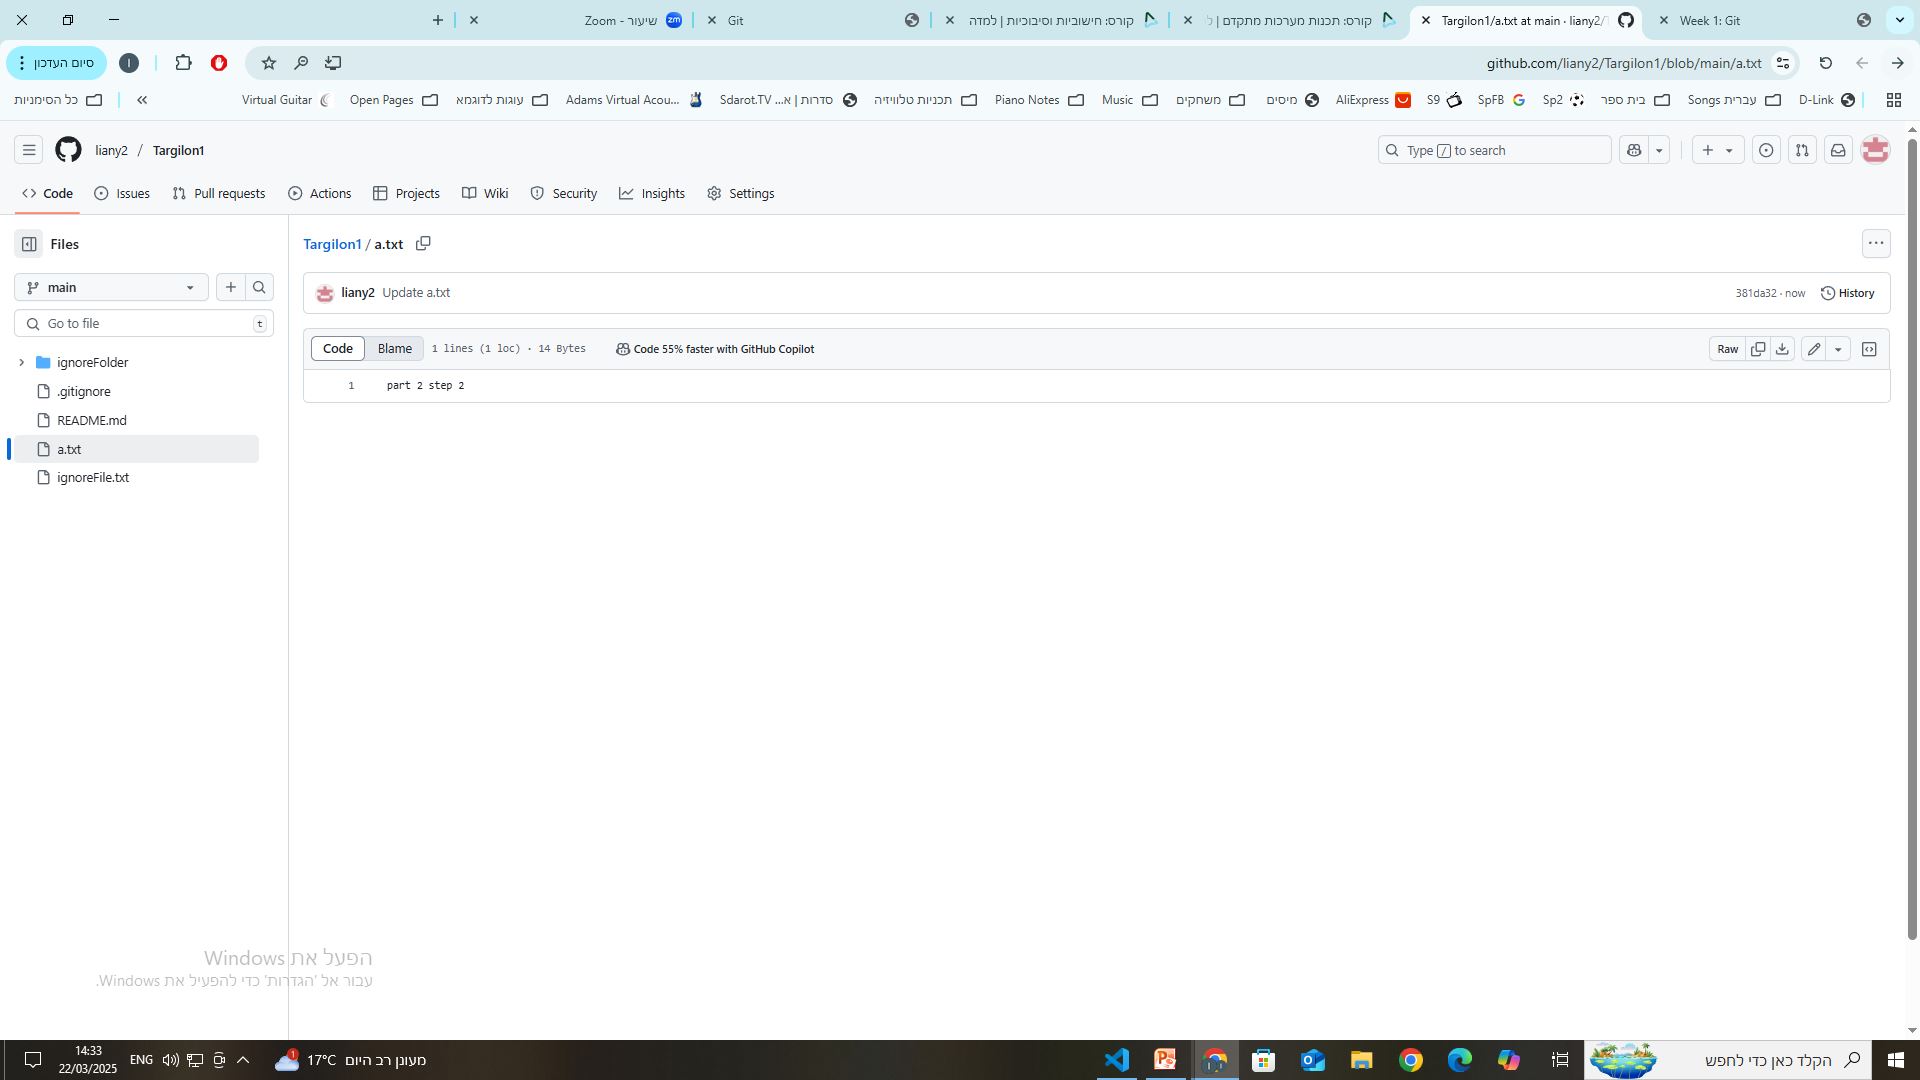 Zoom - שיעור
Git
קורס: חישוביות וסיבוכיות | למדה
קורס: תכנות מערכות מתקדם | ל
Targilon1/a.txt at main · liany2/
Week 1: Git
סיום העדכון
I
github.com/liany2/Targilon1/blob/main/a.txt
כל הסימניות
Virtual Guitar
Open Pages
עוגות לדוגמא
Adams Virtual Acou...
Sdarot.TV סדרות | א...
תכניות טלוויזיה
Piano Notes
Music
משחקים
מיסים
AliExpress
S9
SpFB
Sp2
בית ספר
Songs עברית
D-Link
liany2 / Targilon1
Type / to search
Code
Issues
Pull requests
Actions
Projects
Wiki
Security
Insights
Settings
Files
main
Go to file
t
ignoreFolder
.gitignore
README.md
a.txt
ignoreFile.txt
Targilon1 / a.txt
liany2 Update a.txt
381da32 · now
History
Code
Blame
1 lines (1 loc) · 14 Bytes
Code 55% faster with GitHub Copilot
Raw
1 part 2 step 2
הפעל את Windows
עבור אל 'הגדרות' כדי להפעיל את Windows.
14:33
22/03/2025
ENG
1
17°C מעונן רב היום
הקלד כאן כדי לחפש